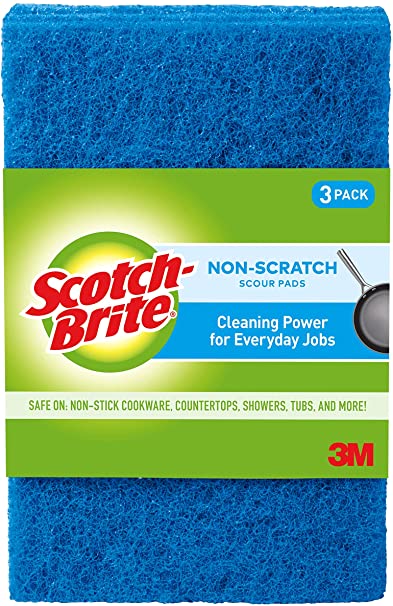 3 PACK
Scotch-
Brite®
NON-SCRATCH
SCOUR PADS
Cleaning Power
for Everyday Jobs
SAFE ON: NON-STICK COOKWARE, COUNTERTOPS, SHOWERS, TUBS, AND MORE!
3M